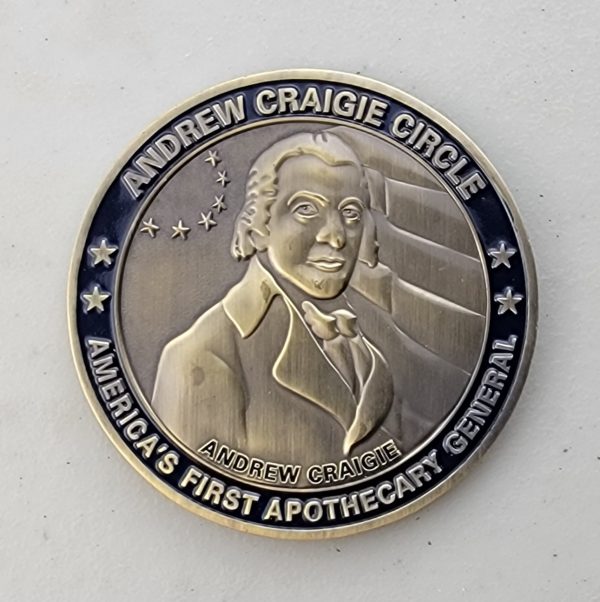 ANDREW CRAIGIE CIRCLE
ANDREW CRAIGIE
AMERICA'S FIRST APOTHECARY GENERAL